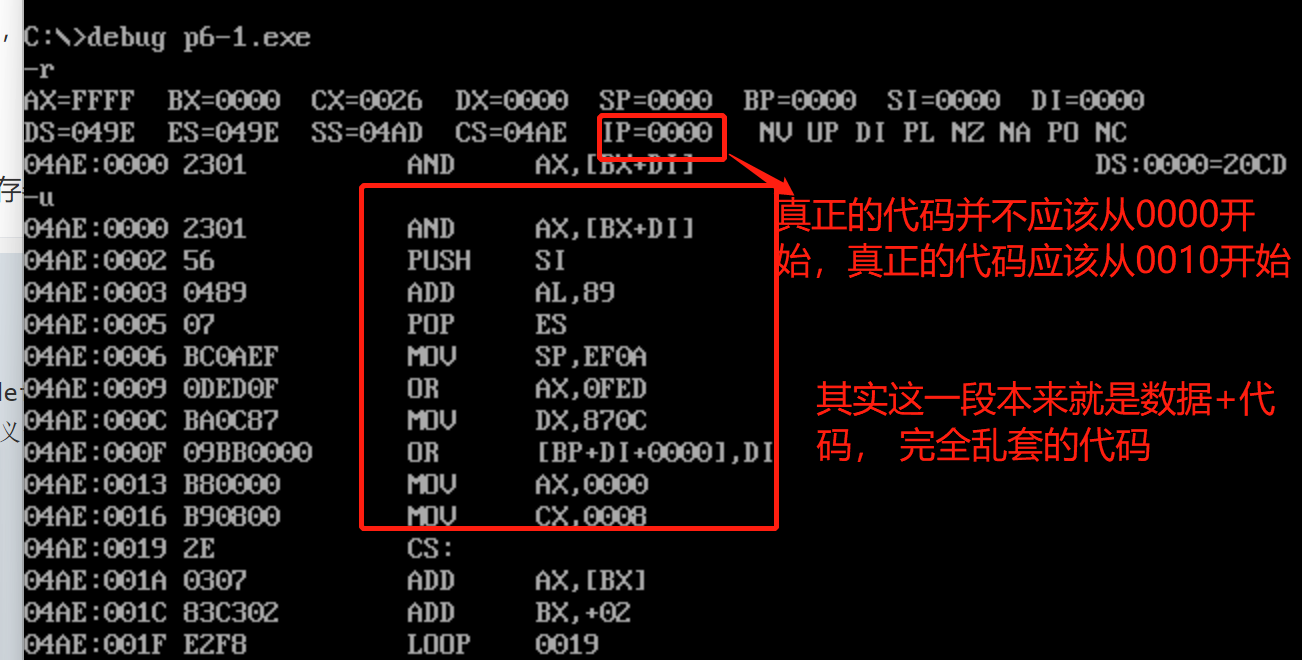 C:\>debug p6-1.exe
-r
AX=FFFF BX=0000 CX=0026 DX=0000 SP=0000 BP=0000 SI=0000 DI=0000
DS=049E ES=049E SS=04AD CS=04AE IP=0000 NV UP DI PL NZ NA PO NC
04AE:0000 2301 AND AX,[BX+DI] DS:0000=20CD
存
-u
04AE:0000 2301 AND AX,[BX+DI]
真正的代码并不应该从0000开
04AE:0002 56 PUSH SI
始，真正的代码应该从0010开始
04AE:0003 0489 ADD AL,89
04AE:0005 07 POP ES
04AE:0006 BC0AEF MOV SP,EF0A
04AE:0009 0DED0F OR AX,0FED
其实这一段本来就是数据+代
04AE:000C BA0C87 MOV DX,870C
义
码， 完全乱套的代码
04AE:000F 09BB0000 OR [BP+DI+0000],DI
04AE:0013 B80000 MOV AX,0000
04AE:0016 B90800 MOV CX,0008
04AE:0019 2E CS:
04AE:001A 0307 ADD AX,[BX]
04AE:001C 83C302 ADD BX,+02
04AE:001F E2F8 LOOP 0019